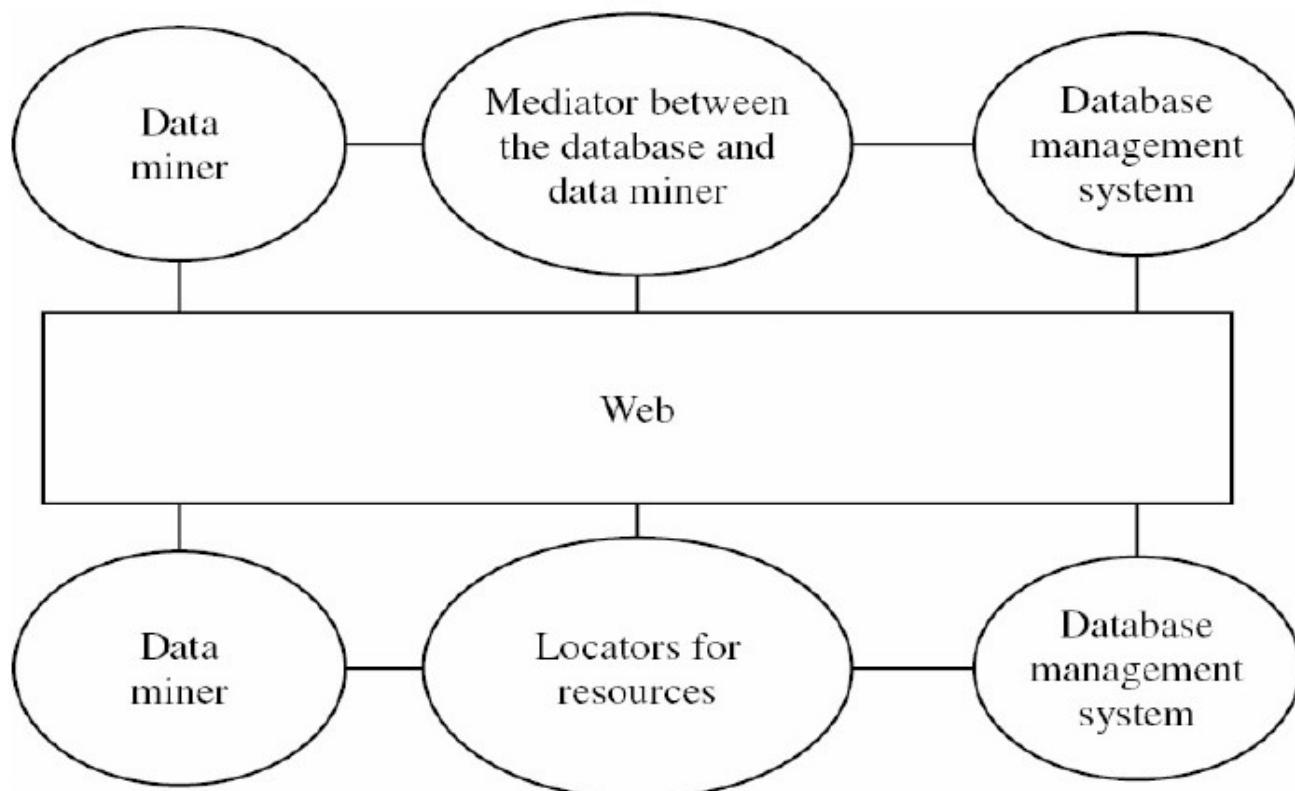 Data
miner
Mediator between
the database and
data miner
Database
management
system
Web
Data
miner
Locators for
resources
Database
management
system